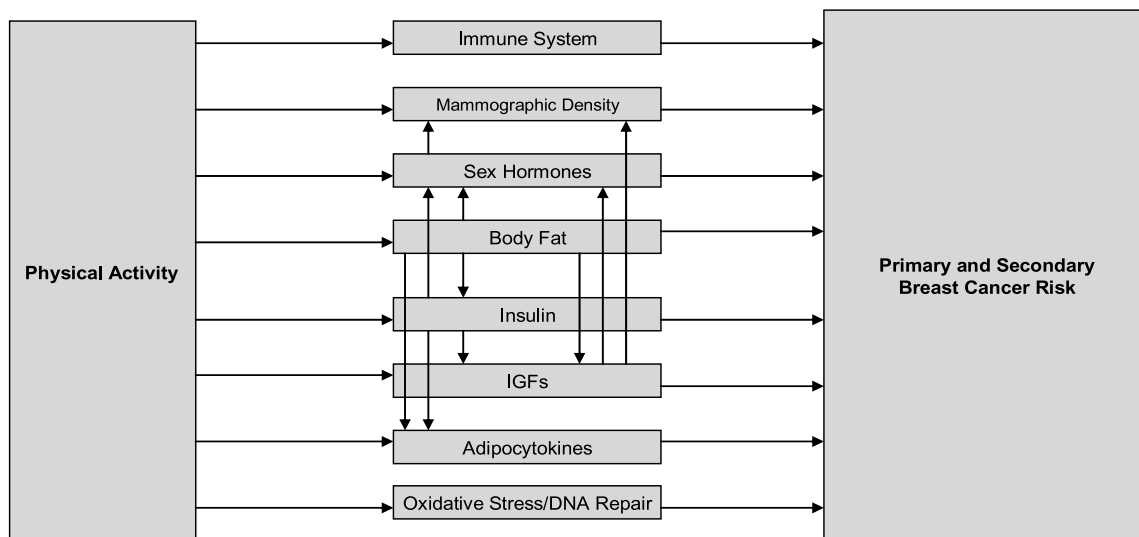 Immune System
Mammographic Density
Sex Hormones
Body Fat
Physical Activity
Primary and Secondary
Breast Cancer Risk
Insulin
IGFs
Adipocytokines
Oxidative Stress/DNA Repair